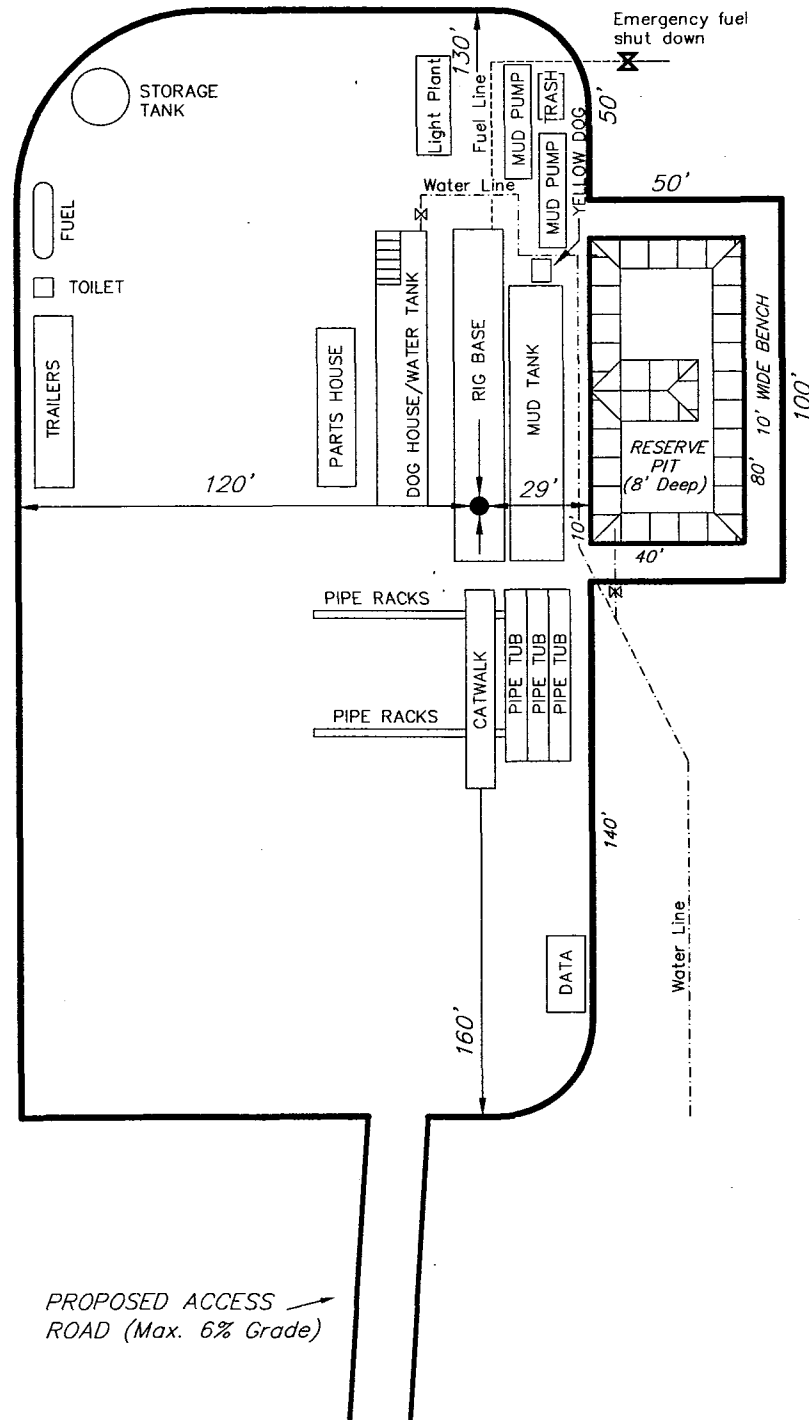 Emergency fuel
shut down
130'
Fuel Line
Light Plant
MUD PUMP
TRASH
MUD PUMP
YELLOW DOG
50'
STORAGE
TANK
Water Line
50'
FUEL
TOILET
TRAILERS
PARTS HOUSE
DOG HOUSE/WATER TANK
RIG BASE
MUD TANK
RESERVE
PIT
(8' Deep)
80'
10' WIDE BENCH
100'
120'
29'
10'
40'
PIPE RACKS
PIPE RACKS
CATWALK
PIPE TUB
PIPE TUB
PIPE TUB
140'
Water Line
DATA
160'
PROPOSED ACCESS
ROAD (Max. 6% Grade)